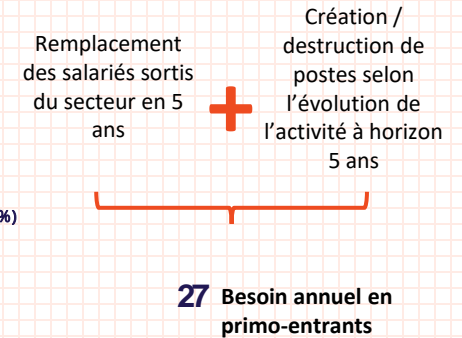 Remplacement
des salariés sortis
du secteur en 5
ans
+
Création /
destruction de
postes selon
l’évolution de
l’activité à horizon
5 ans
%)
27 Besoin annuel en
primo-entrants